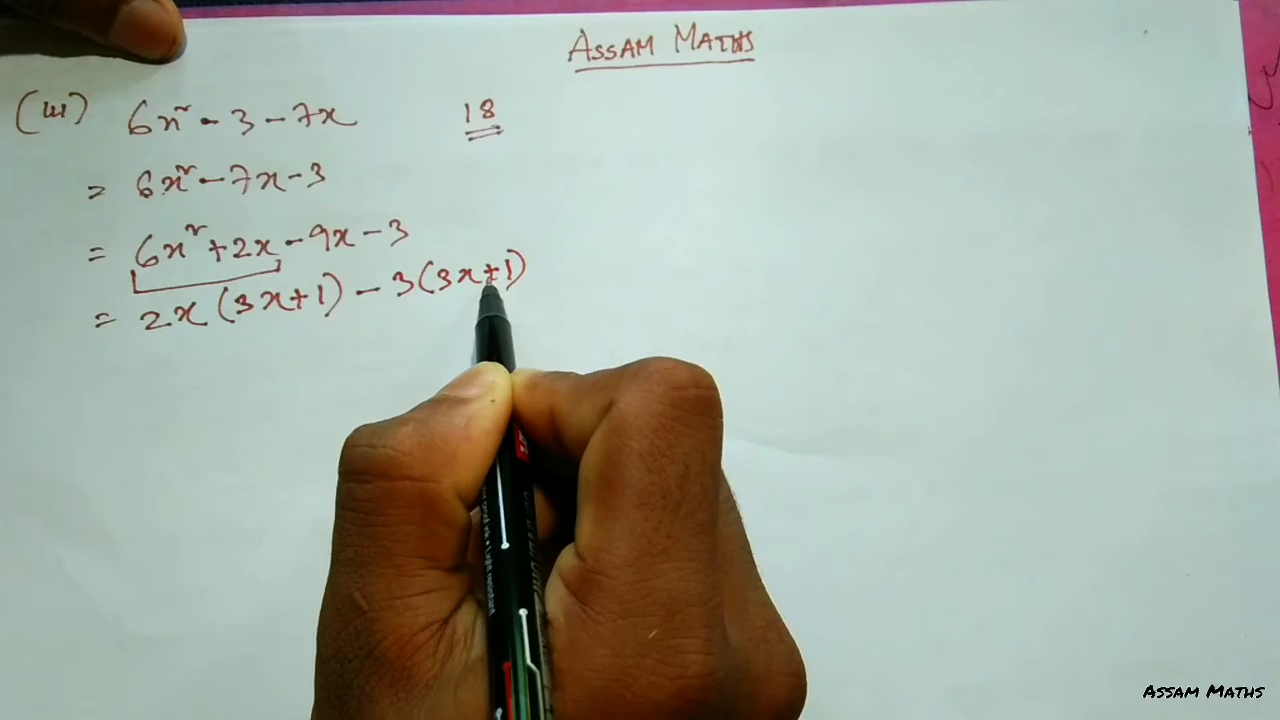 ASSAM MATHS
(iii) 6x² - 3 - 7x 18
= 6x² - 7x - 3
= 6x² + 2x - 9x - 3
= 2x (3x+1) - 3(3x+1)
ASSAM MATHS